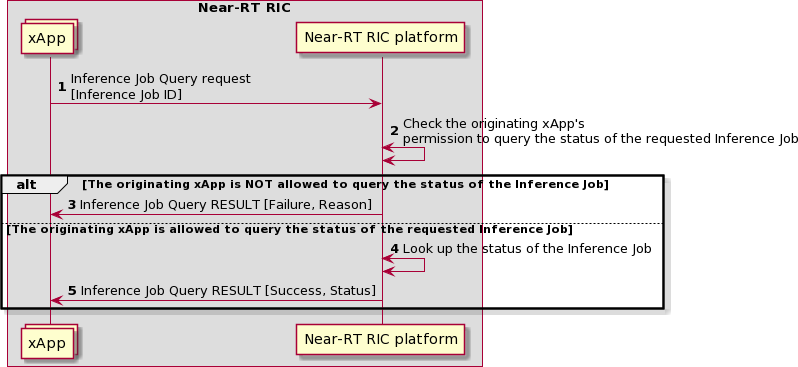 Near-RT RIC
xApp
Near-RT RIC platform
1 Inference Job Query request
[Inference Job ID]
2 Check the originating xApp's
permission to query the status of the requested Inference Job
alt [The originating xApp is NOT allowed to query the status of the Inference Job]
3 Inference Job Query RESULT [Failure, Reason]
[The originating xApp is allowed to query the status of the requested Inference Job]
4 Look up the status of the Inference Job
5 Inference Job Query RESULT [Success, Status]
xApp
Near-RT RIC platform